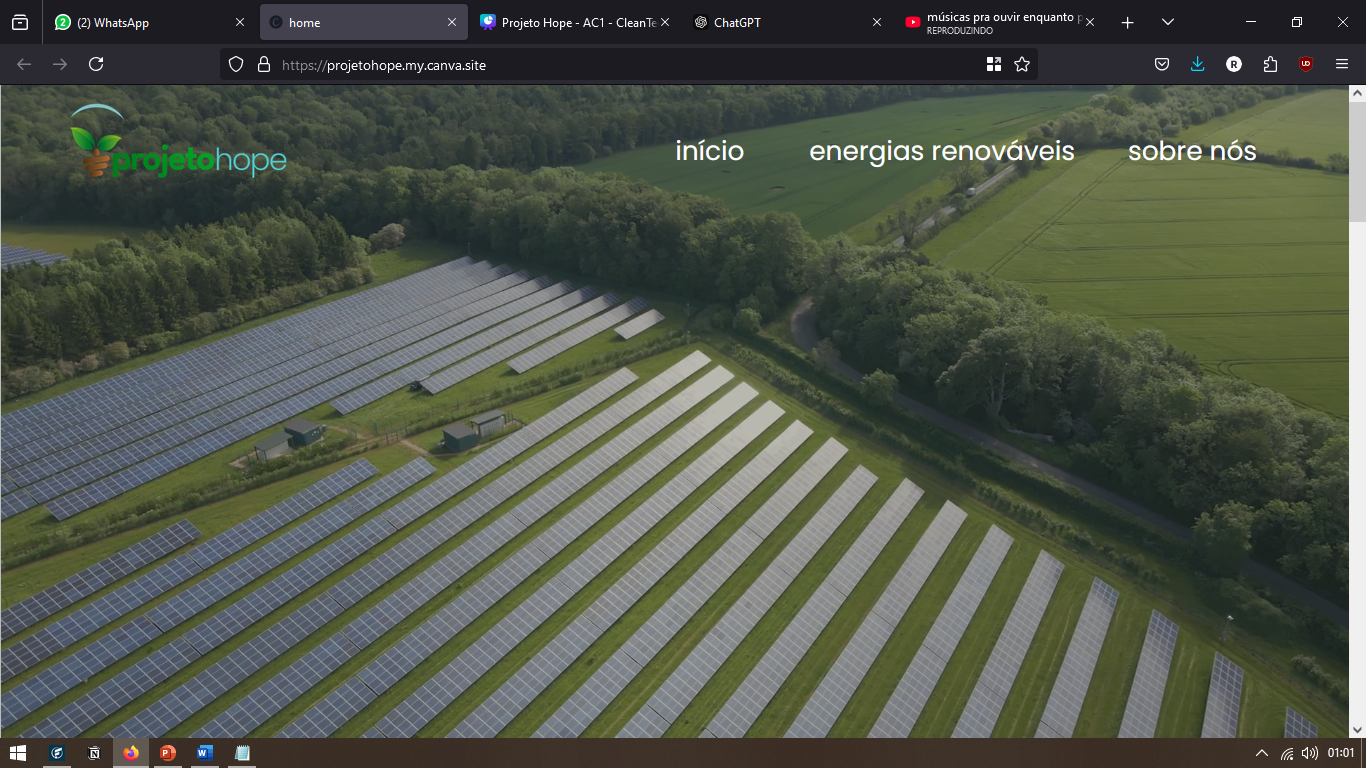 (2) WhatsApp
home
Projeto Hope - AC1 - CleanTe
ChatGPT
músicas pra ouvir enquanto p
REPRODUZINDO
https://projetohope.my.canva.site
R
projetohope
início
energias renováveis
sobre nós
01:01